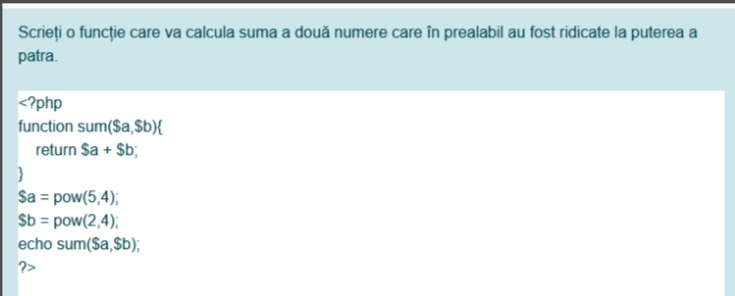 Scrieți o funcție care va calcula suma a două numere care în prealabil au fost ridicate la puterea a
patra.
<?php
function sum($a,$b){
return $a + $b;
}
$a = pow(5,4);
$b = pow(2,4);
echo sum($a,$b);
?>